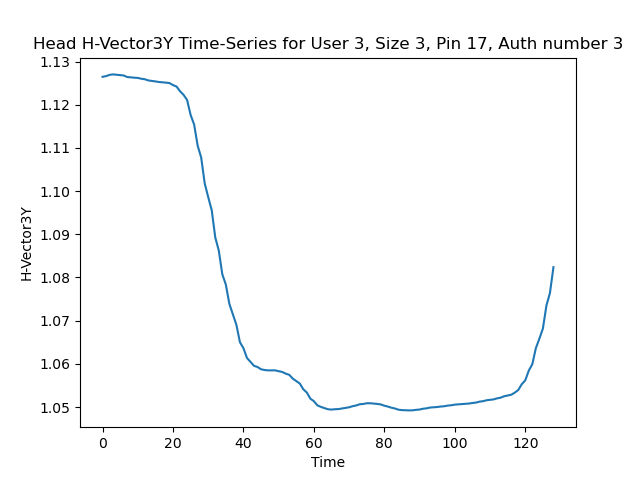 Head H-Vector3Y Time-Series for User 3, Size 3, Pin 17, Auth number 3
1.13
1.12
1.11
1.10
1.09
1.08
1.07
1.06
1.05
H-Vector3Y
0 20 40 60 80 100 120
Time